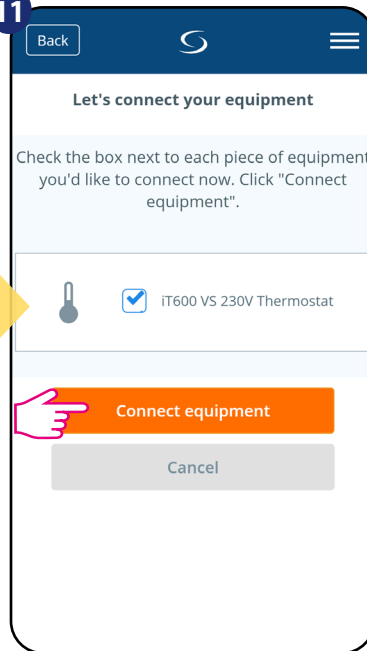 11
Back
Let's connect your equipment
Check the box next to each piece of equipment
you'd like to connect now. Click "Connect
equipment".
iT600 VS 230V Thermostat
Connect equipment
Cancel